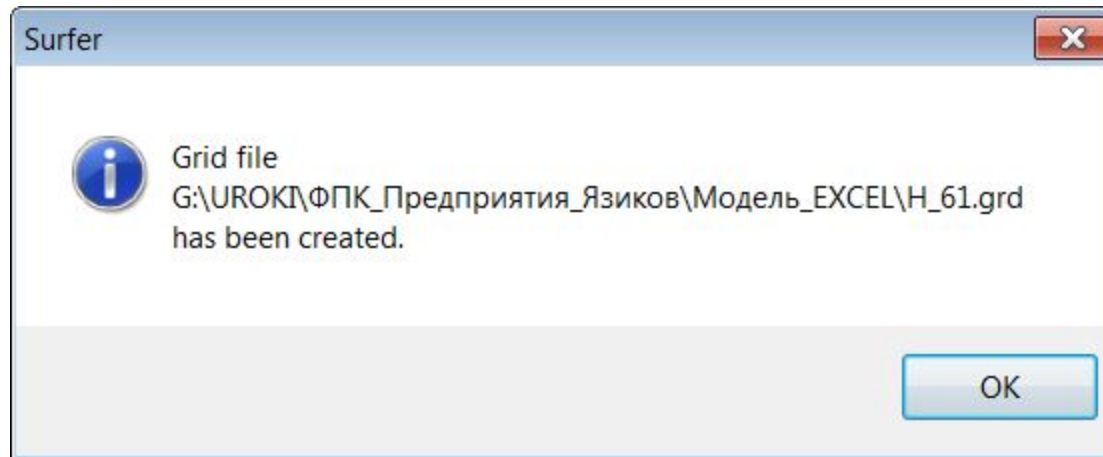 Surfer
Grid file
G:\UROKI\ФПК_Предприятия_Язиков\Модель_EXCEL\H_61.grd
has been created.
OK